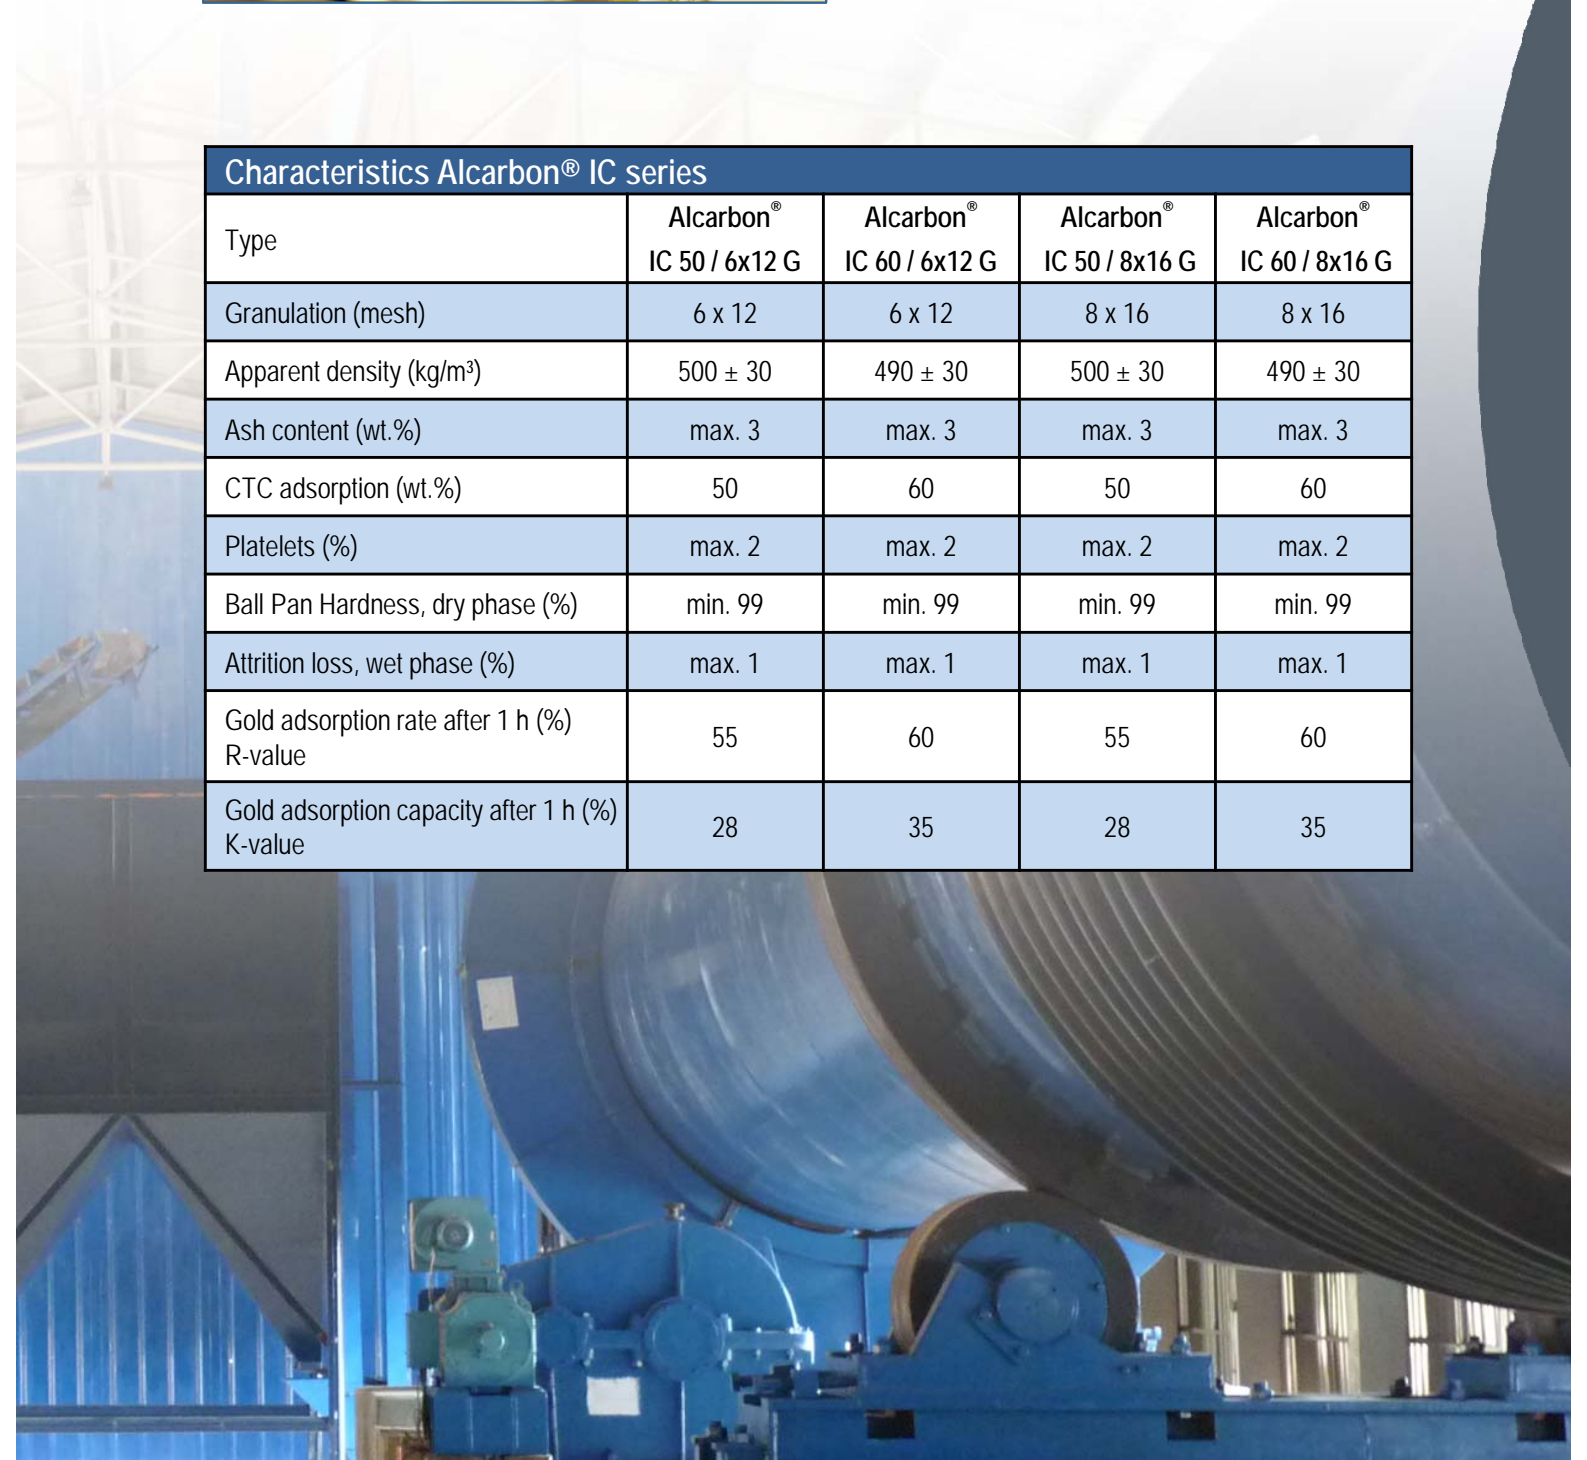 Characteristics Alcarbon® IC series
Type
Alcarbon® Alcarbon® Alcarbon® Alcarbon®
IC 50 / 6x12 G IC 60 / 6x12 G IC 50 / 8x16 G IC 60 / 8x16 G
Granulation (mesh) 6 x 12 6 x 12 8 x 16 8 x 16
Apparent density (kg/m³) 500 ± 30 490 ± 30 500 ± 30 490 ± 30
Ash content (wt.%) max. 3 max. 3 max. 3 max. 3
CTC adsorption (wt.%) 50 60 50 60
Platelets (%) max. 2 max. 2 max. 2 max. 2
Ball Pan Hardness, dry phase (%) min. 99 min. 99 min. 99 min. 99
Attrition loss, wet phase (%) max. 1 max. 1 max. 1 max. 1
Gold adsorption rate after 1 h (%)
R-value 55 60 55 60
Gold adsorption capacity after 1 h (%)
K-value 28 35 28 35